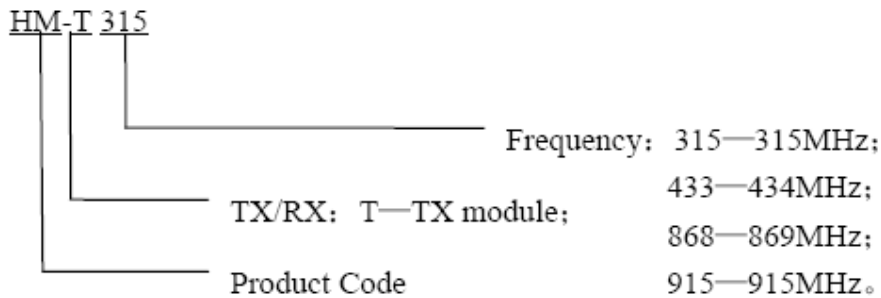 HM-T 315
Frequency：315—315MHz；
433—434MHz；
TX/RX：T—TX module；
868—869MHz；
Product Code
915—915MHz。